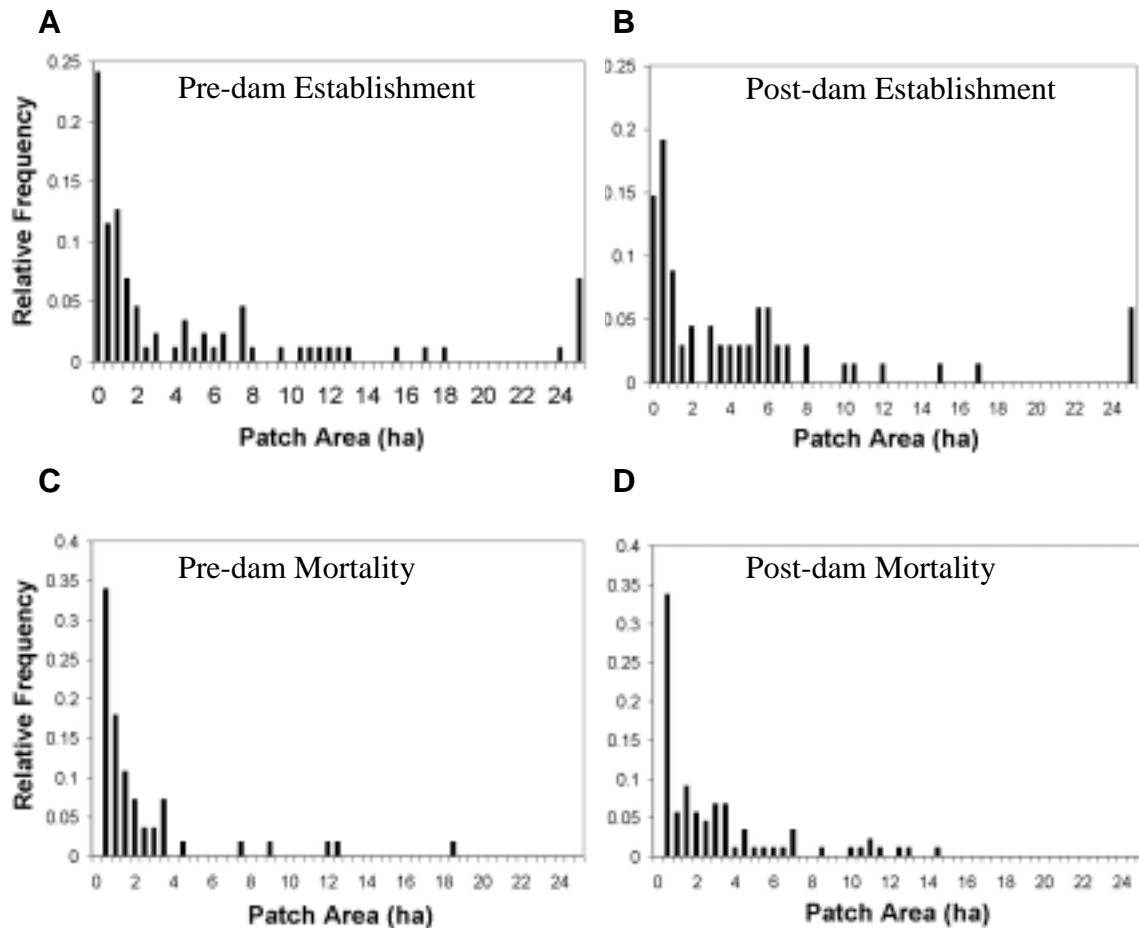 A
B
Pre-dam Establishment
Post-dam Establishment
Relative Frequency
0.25
0.2
0.15
0.1
0.05
0
0.25
0.2
0.15
0.1
0.05
0
0 2 4 6 8 10 12 14 16 18 20 22 24
0 2 4 6 8 10 12 14 16 18 20 22 24
Patch Area (ha)
Patch Area (ha)
C
D
Pre-dam Mortality
Post-dam Mortality
Relative Frequency
0.4
0.35
0.3
0.25
0.2
0.15
0.1
0.05
0
0.4
0.35
0.3
0.25
0.2
0.15
0.1
0.05
0
0 2 4 6 8 10 12 14 16 18 20 22 24
0 2 4 6 8 10 12 14 16 18 20 22 24
Patch Area (ha)
Patch Area (ha)